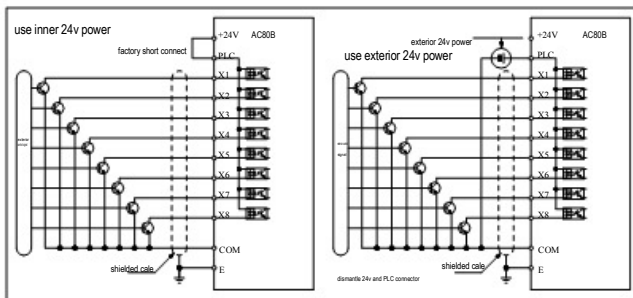 use inner 24v power
factory short connect
+24V
PLC
X1
X2
X3
X4
X5
X6
X7
X8
COM
E
AC80B
shielded cale
use exterior 24v power
exterior 24v power
+24V
PLC
X1
X2
X3
X4
X5
X6
X7
X8
COM
E
AC80B
shielded cale
dismantle 24v and PLC connector